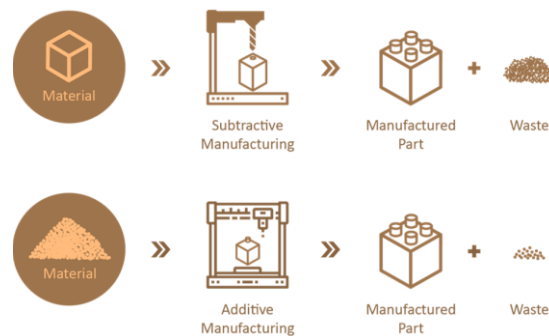 Material
Subtractive
Manufacturing
Manufactured
Part
+
Waste
Material
Additive
Manufacturing
Manufactured
Part
+
Waste